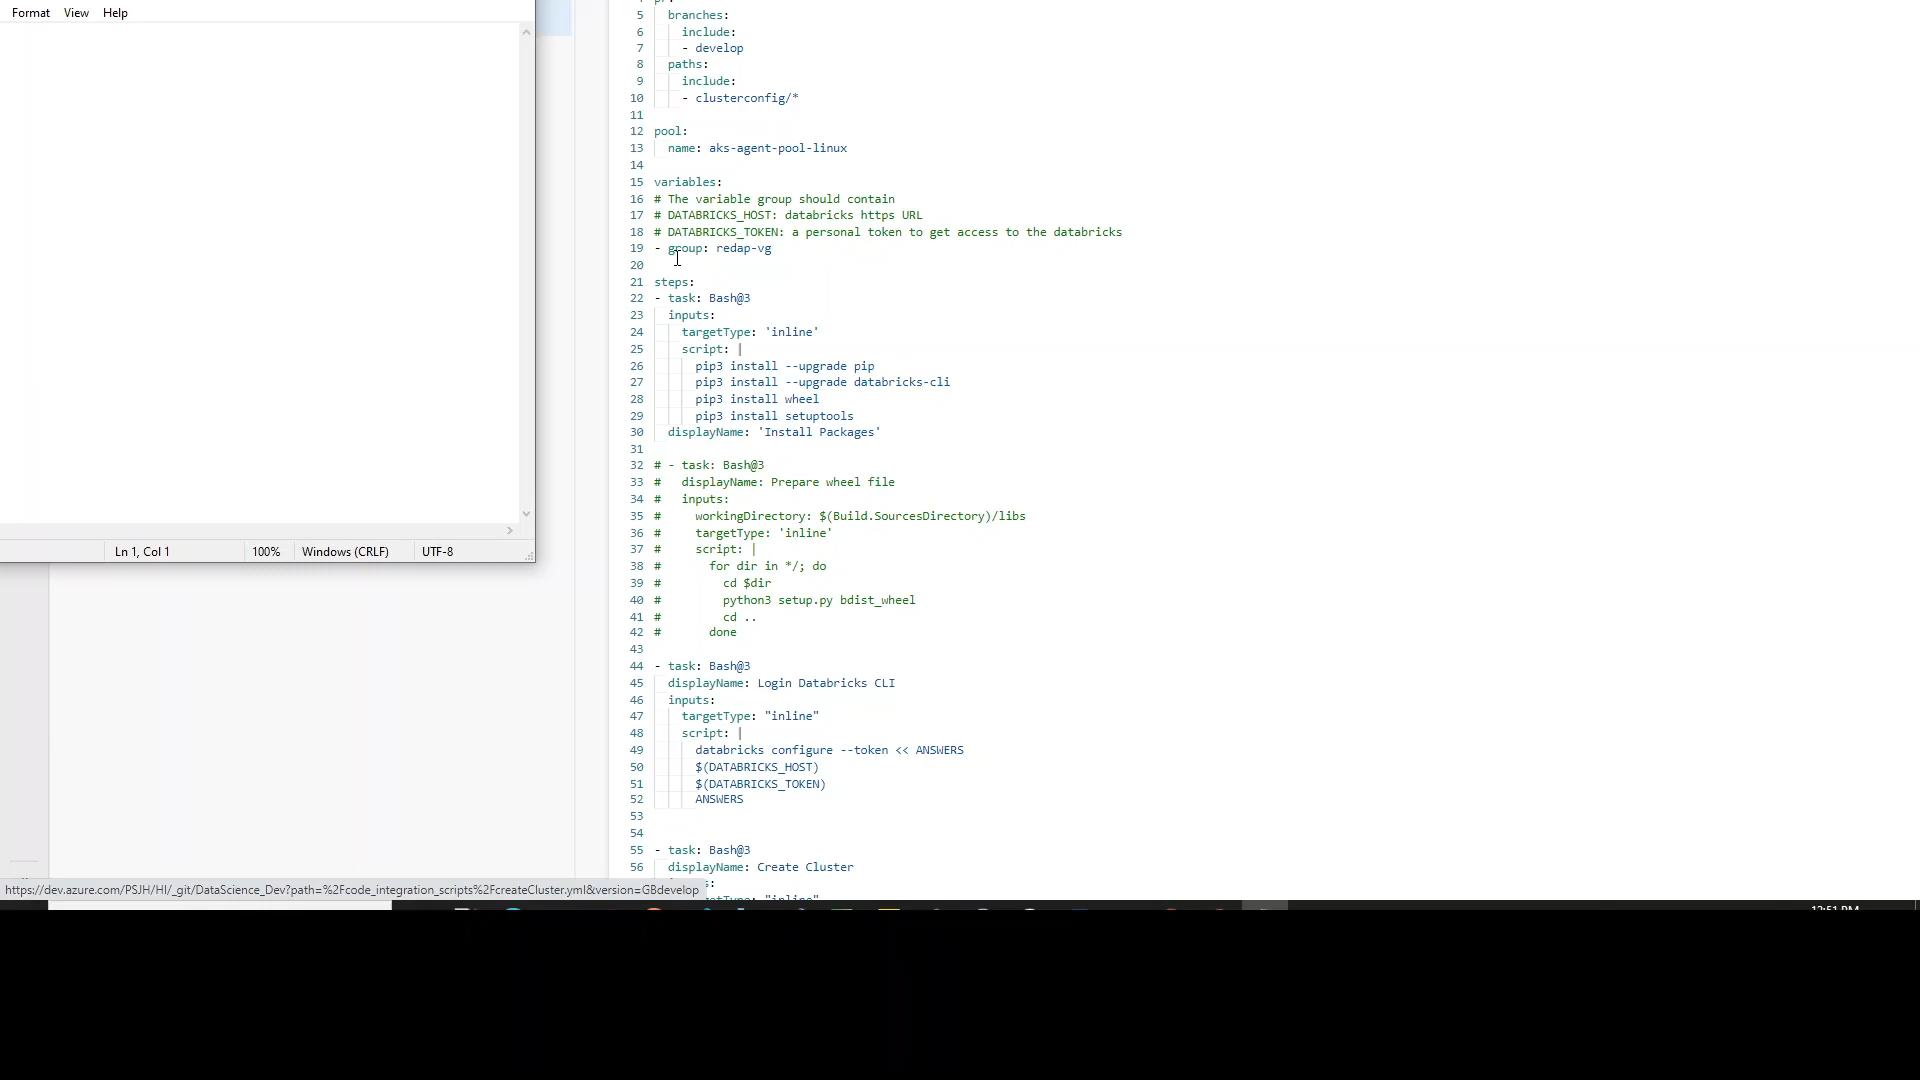 Format View Help
Ln 1, Col 1 100% Windows (CRLF) UTF-8
5 branches:
6 include:
7 - develop
8 paths:
9 include:
10 - clusterconfig/*
11
12 pool:
13 name: aks-agent-pool-linux
14
15 variables:
16 # The variable group should contain
17 # DATABRICKS_HOST: databricks https URL
18 # DATABRICKS_TOKEN: a personal token to get access to the databricks
19 - group: redap-vg
20
21 steps:
22 - task: Bash@3
23 inputs:
24 targetType: 'inline'
25 script: |
26 pip3 install --upgrade pip
27 pip3 install --upgrade databricks-cli
28 pip3 install wheel
29 pip3 install setuptools
30 displayName: 'Install Packages'
31
32 # - task: Bash@3
33 # displayName: Prepare wheel file
34 # inputs:
35 # workingDirectory: $(Build.SourcesDirectory)/libs
36 # targetType: 'inline'
37 # script: |
38 # for dir in */; do
39 # cd $dir
40 # python3 setup.py bdist_wheel
41 # cd ..
42 # done
43
44 - task: Bash@3
45 displayName: Login Databricks CLI
46 inputs:
47 targetType: "inline"
48 script: |
49 databricks configure --token << ANSWERS
50 $(DATABRICKS_HOST)
51 $(DATABRICKS_TOKEN)
52 ANSWERS
53
54
55 - task: Bash@3
56 displayName: Create Cluster
https://dev.azure.com/PSJH/HI/_git/DataScience_Dev?path=%2Fcode_integration_scripts%2FcreateCluster.yml&version=GBdevelop